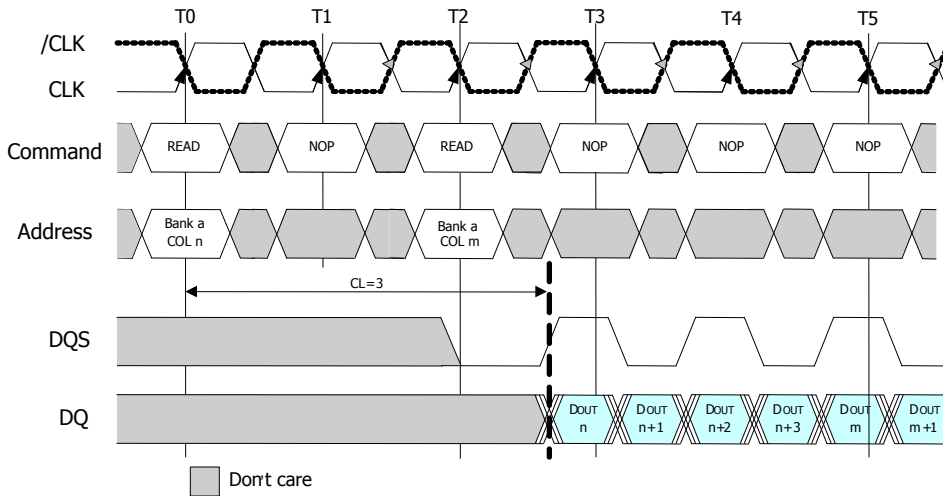 T0 T1 T2 T3 T4 T5
/CLK
CLK
Command READ NOP READ NOP NOP NOP
Address Bank a COL n Bank a COL m
CL=3
DQS
DQ DOUT n DOUT n+1 DOUT n+2 DOUT n+3 DOUT m DOUT m+1
Don't care